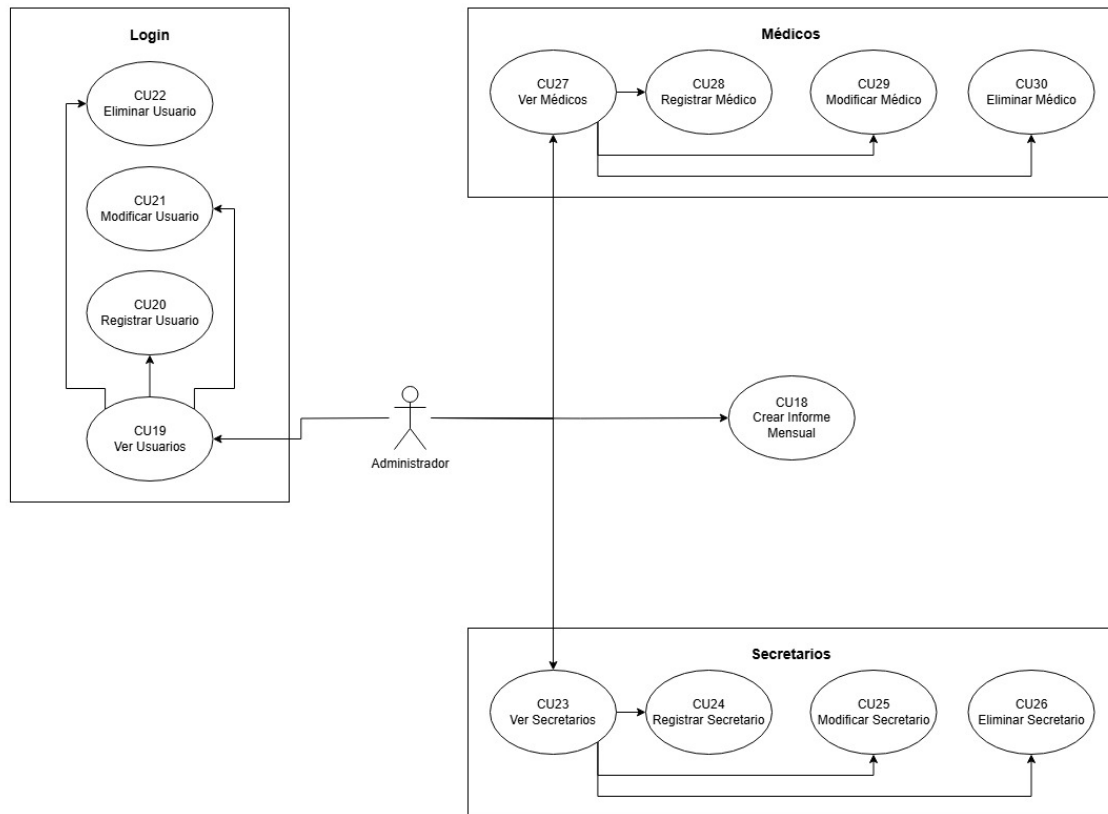 Login
CU22
Eliminar Usuario
CU21
Modificar Usuario
CU20
Registrar Usuario
CU19
Ver Usuarios
Administrador
Médicos
CU27
Ver Médicos
CU28
Registrar Médico
CU29
Modificar Médico
CU30
Eliminar Médico
CU18
Crear Informe
Mensual
Secretarios
CU23
Ver Secretarios
CU24
Registrar Secretario
CU25
Modificar Secretario
CU26
Eliminar Secretario